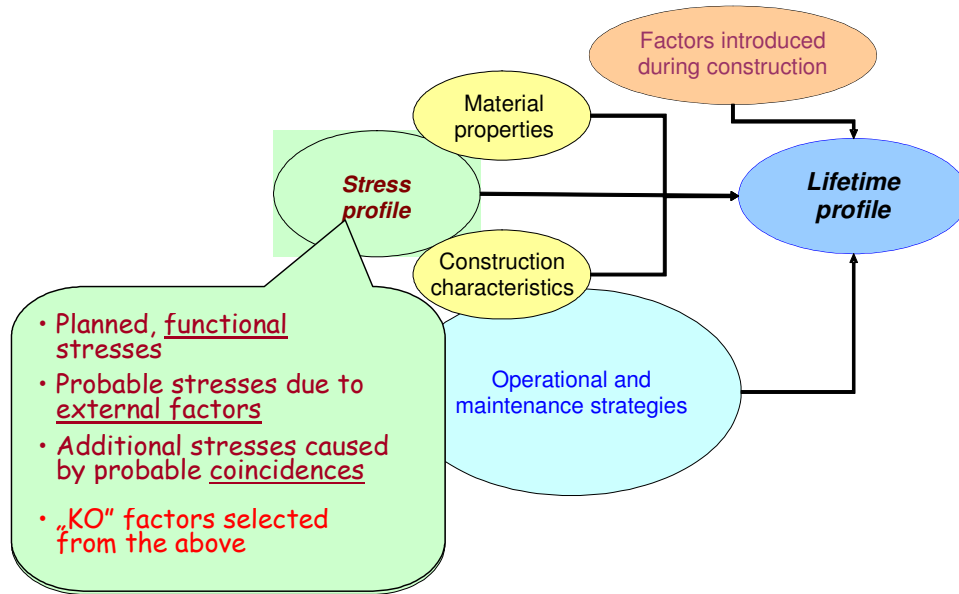 Factors introduced
during construction
Material
properties
Stress
profile
Lifetime
profile
Construction
characteristics
• Planned, functional
stresses
• Probable stresses due to
external factors
• Additional stresses caused
by probable coincidences
• „KO” factors selected
from the above
Operational and
maintenance strategies